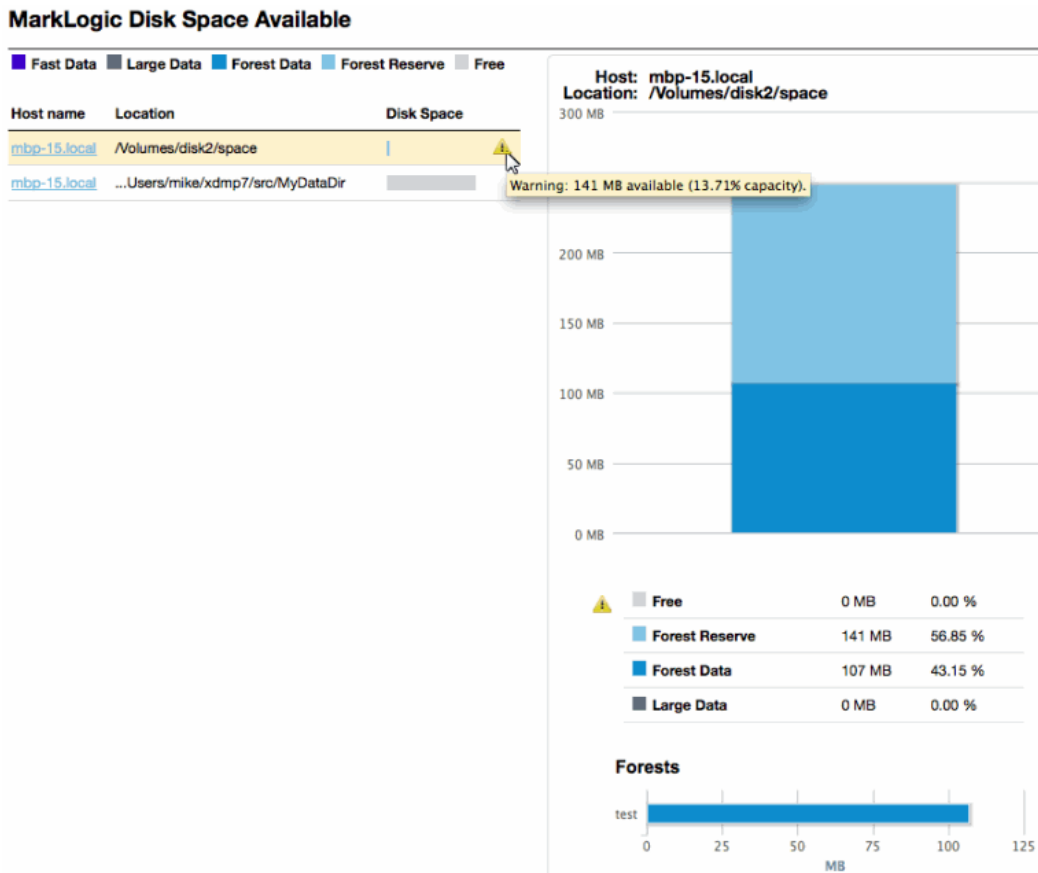 MarkLogic Disk Space Available
Fast Data Large Data Forest Data Forest Reserve Free
Host name Location Disk Space
mbp-15.local /Volumes/disk2/space
mbp-15.local ...Users/mike/xdmp7/src/MyDataDir
Warning: 141 MB available (13.71% capacity).
Host: mbp-15.local
Location: /Volumes/disk2/space
300 MB
200 MB
150 MB
100 MB
50 MB
0 MB
Free 0 MB 0.00 %
Forest Reserve 141 MB 56.85 %
Forest Data 107 MB 43.15 %
Large Data 0 MB 0.00 %
Forests
test
0 25 50 75 100 125
MB